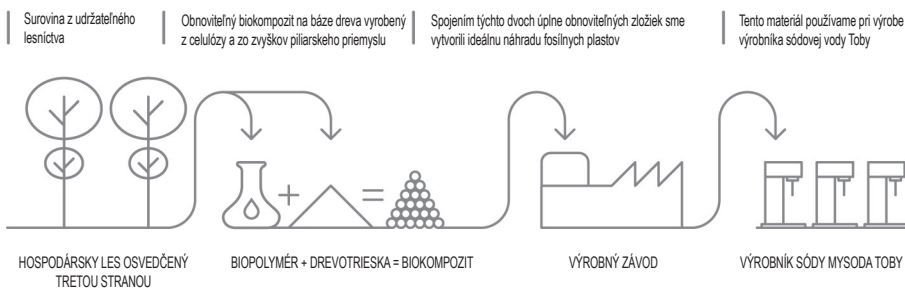 Surovina z udržateľného
lesníctva
Obnoviteľný biokompozit na báze dreva vyrobený
z celulózy a zo zvyškov piliarskeho priemyslu
Spojením týchto dvoch úplne obnoviteľných zložiek sme
vytvorili ideálnu náhradu fosílnych plastov
Tento materiál používame pri výrobe
výrobníka sódovej vody Toby
HOSPODÁRSKY LES OSVEDČENÝ
TRETOU STRANOU
BIOPOLYMÉR + DREVOTRIESKA = BIOKOMPOZIT
VÝROBNÝ ZÁVOD
VÝROBNÍK SÓDY MYSODA TOBY